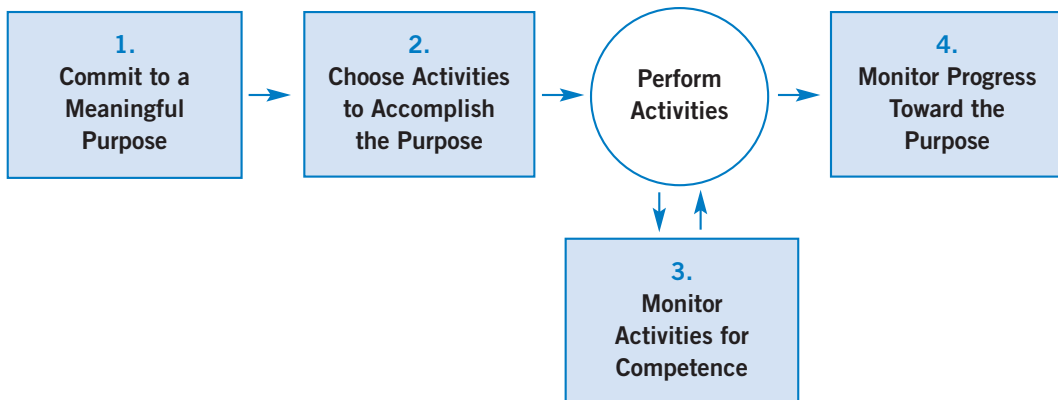 1.
Commit to a
Meaningful
Purpose
2.
Choose Activities
to Accomplish
the Purpose
Perform
Activities
4.
Monitor Progress
Toward the
Purpose
3.
Monitor
Activities for
Competence